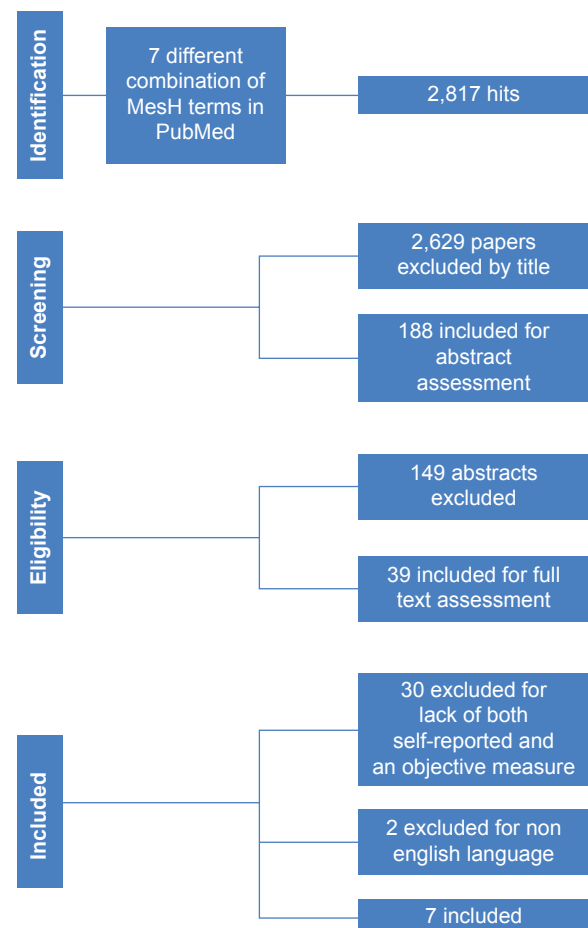 Identification
7 different
combination of
MesH terms in
PubMed
2,817 hits
Screening
2,629 papers
excluded by title
188 included for
abstract
assessment
Eligibility
149 abstracts
excluded
39 included for full
text assessment
Included
30 excluded for
lack of both
self-reported and
an objective measure
2 excluded for non
english language
7 included